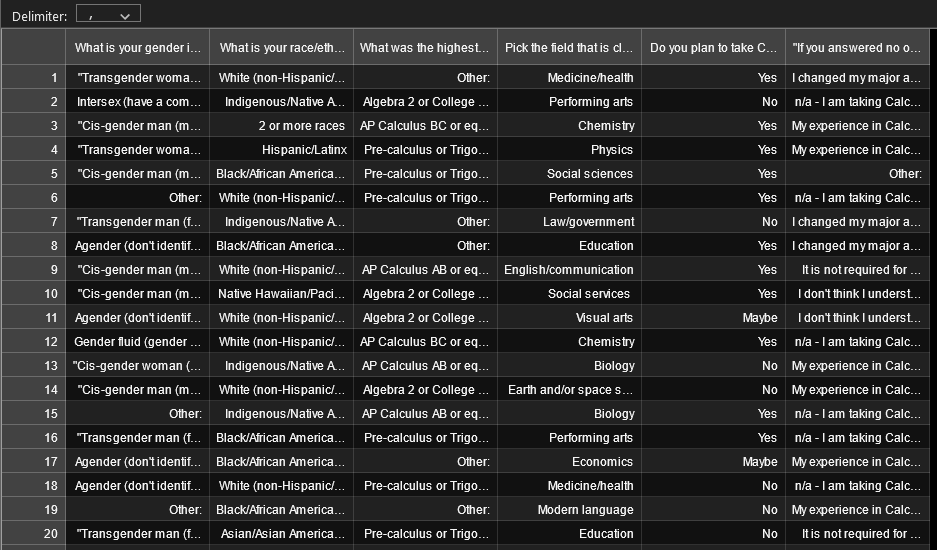 Delimiter: ,
What is your gender i... What is your race/eth... What was the highest... Pick the field that is cl... Do you plan to take C... "If you answered no o...
1 "Transgender woma... White (non-Hispanic/... Other: Medicine/health Yes I changed my major a...
2 Intersex (have a com... Indigenous/Native A... Algebra 2 or College ... Performing arts No n/a - I am taking Calc...
3 "Cis-gender man (m... 2 or more races AP Calculus BC or eq... Chemistry Yes My experience in Calc...
4 "Transgender woma... Hispanic/Latinx Pre-calculus or Trigo... Physics Yes My experience in Calc...
5 "Cis-gender man (m... Black/African America... Pre-calculus or Trigo... Social sciences Yes Other:
6 Other: White (non-Hispanic/... Pre-calculus or Trigo... Performing arts Yes n/a - I am taking Calc...
7 "Transgender man (f... Indigenous/Native A... Other: Law/government No I changed my major a...
8 Agender (don't identif... Black/African America... Other: Education Yes I changed my major a...
9 "Cis-gender man (m... White (non-Hispanic/... AP Calculus AB or eq... English/communication Yes It is not required for ...
10 "Cis-gender man (m... Native Hawaiian/Paci... Algebra 2 or College ... Social services Yes I don't think I underst...
11 Agender (don't identif... White (non-Hispanic/... Algebra 2 or College ... Visual arts Maybe I don't think I underst...
12 Gender fluid (gender ... White (non-Hispanic/... AP Calculus BC or eq... Chemistry Yes n/a - I am taking Calc...
13 "Cis-gender woman (... Indigenous/Native A... AP Calculus AB or eq... Biology No My experience in Calc...
14 "Cis-gender man (m... White (non-Hispanic/... Algebra 2 or College ... Earth and/or space s... No My experience in Calc...
15 Other: Indigenous/Native A... AP Calculus AB or eq... Biology Yes n/a - I am taking Calc...
16 "Transgender man (f... Black/African America... Pre-calculus or Trigo... Performing arts Yes n/a - I am taking Calc...
17 Agender (don't identif... Black/African America... Other: Economics Maybe My experience in Calc...
18 Agender (don't identif... White (non-Hispanic/... Pre-calculus or Trigo... Medicine/health No n/a - I am taking Calc...
19 Other: Black/African America... Other: Modern language No My experience in Calc...
20 "Transgender man (f... Asian/Asian American... Pre-calculus or Trigo... Education No It is not required for ...